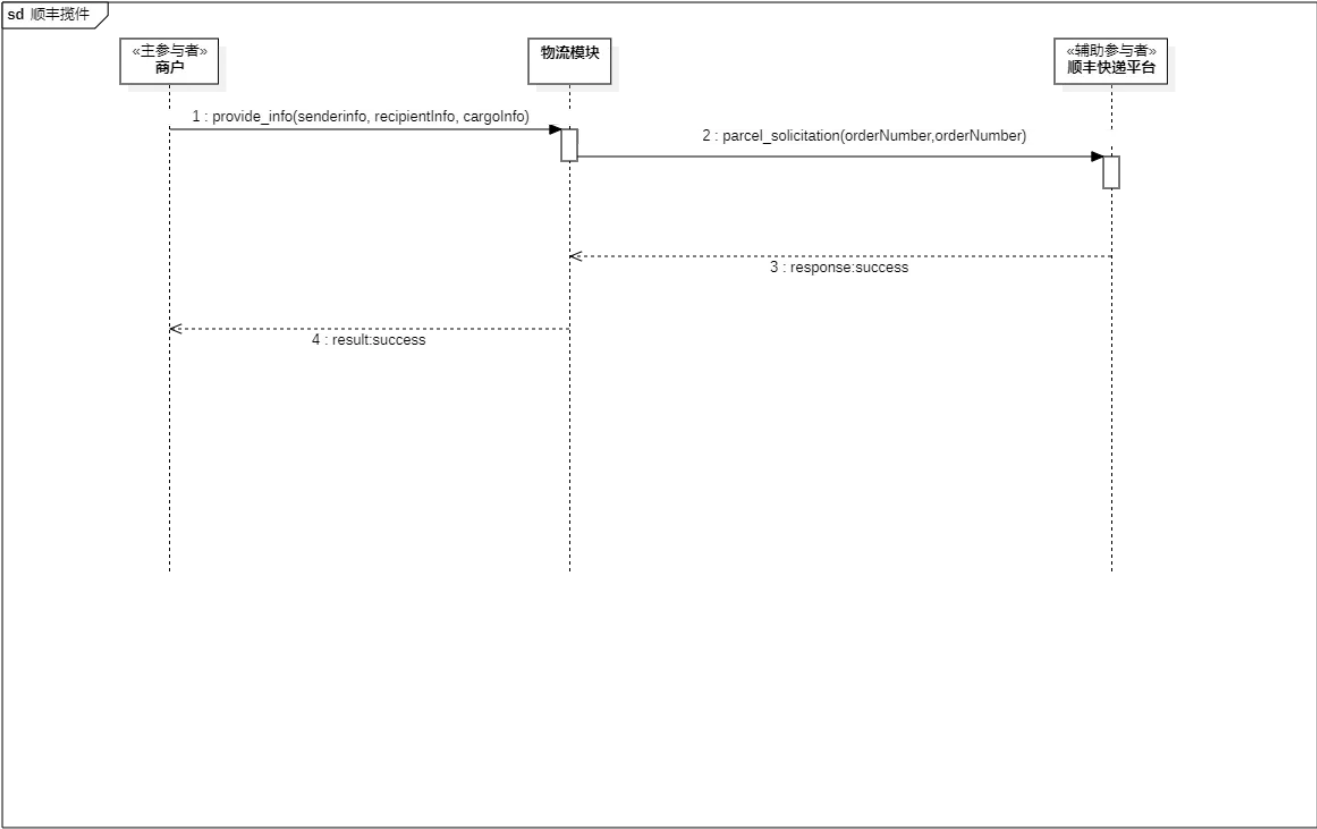 sd 顺丰揽件
«主参与者»
商户
物流模块
«辅助参与者»
顺丰快递平台
1 : provide_info(senderinfo, recipientInfo, cargoInfo)
2 : parcel_solicitation(orderNumber,orderNumber)
3 : response:success
4 : result:success